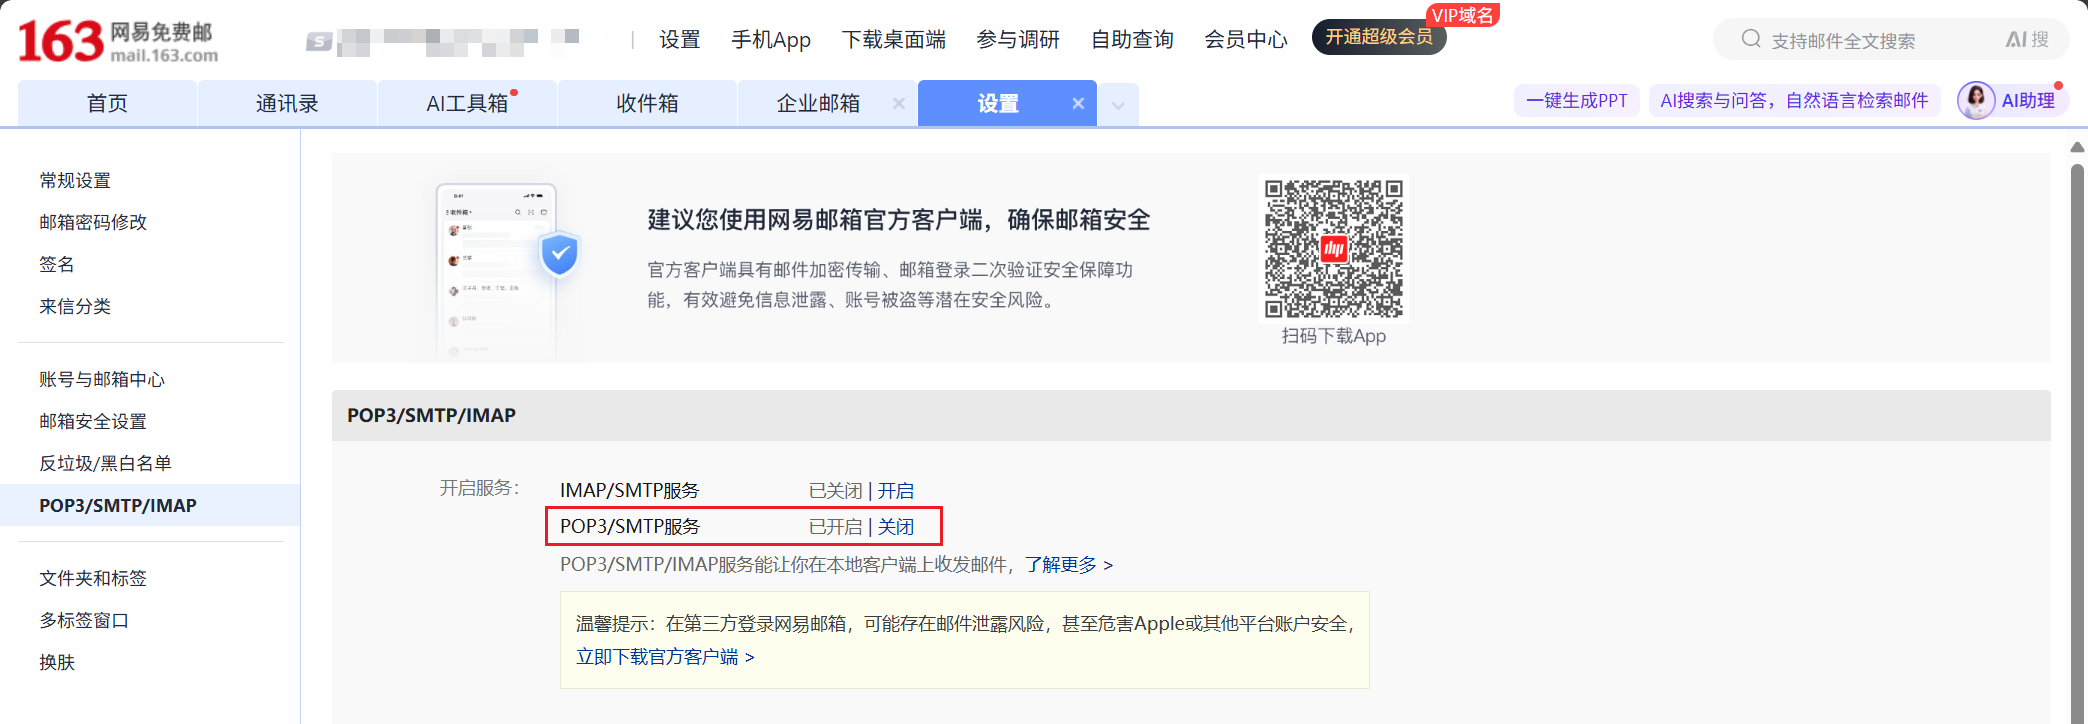 163 网易免费邮
mail.163.com
设置 手机App 下载桌面端 参与调研 自助查询 会员中心 开通超级会员 VIP域名
支持邮件全文搜索 AI搜
首页 通讯录 AI工具箱 收件箱 企业邮箱 设置
一键生成PPT AI搜索与问答，自然语言检索邮件 AI助理
常规设置
邮箱密码修改
签名
来信分类
账号与邮箱中心
邮箱安全设置
反垃圾/黑白名单
POP3/SMTP/IMAP
文件夹和标签
多标签窗口
换肤
收件箱
建议您使用网易邮箱官方客户端，确保邮箱安全
官方客户端具有邮件加密传输、邮箱登录二次验证安全保障功
能，有效避免信息泄露、账号被盗等潜在安全风险。
扫码下载App
POP3/SMTP/IMAP
开启服务： IMAP/SMTP服务 已关闭 | 开启
POP3/SMTP服务 已开启 | 关闭
POP3/SMTP/IMAP服务能让你在本地客户端上收发邮件，了解更多 >
温馨提示：在第三方登录网易邮箱，可能存在邮件泄露风险，甚至危害Apple或其他平台账户安全，
立即下载官方客户端 >